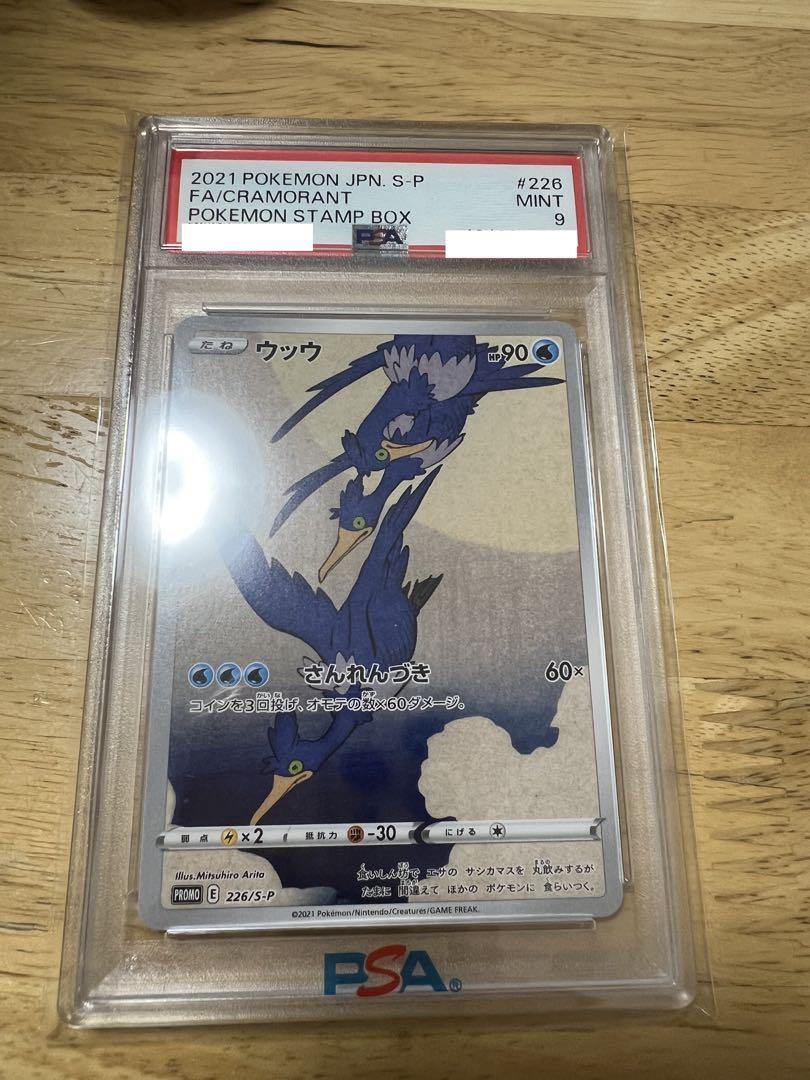 2021 POKEMON JPN. S-P #226
FA/CRAMORANT MINT
POKEMON STAMP BOX 9
PSA
たね ウッウ HP90
さんれんづき 60×
コインを3回投げ、オモテの数×60ダメージ。
弱点 ×2 抵抗力 -30 にげる
Illus.Mitsuhiro Arita
食いしん坊で エサの サシカマスを 丸飲みするが
たまに 間違えて ほかの ポケモンに 食らいつく。
PROMO E 226/S-P
©2021 Pokémon/Nintendo/Creatures/GAME FREAK.
PSA®